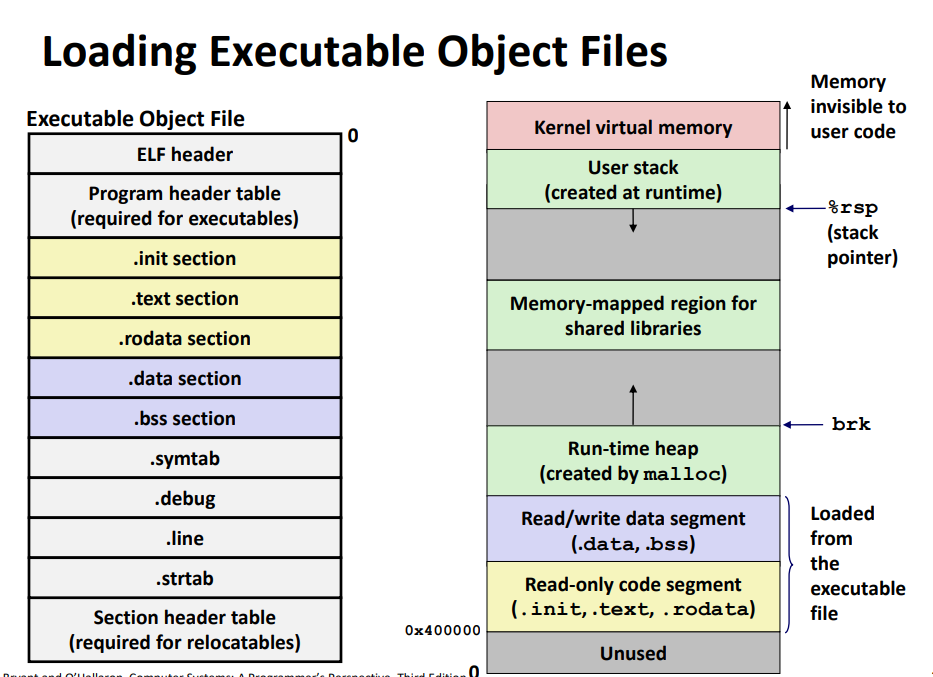 Loading Executable Object Files
Executable Object File
0
ELF header
Program header table
(required for executables)
.init section
.text section
.rodata section
.data section
.bss section
.symtab
.debug
.line
.strtab
Section header table
(required for relocatables)
Memory
invisible to
user code
Kernel virtual memory
User stack
(created at runtime)
%rsp
(stack
pointer)
Memory-mapped region for
shared libraries
brk
Run-time heap
(created by malloc)
Read/write data segment
(.data, .bss)
Read-only code segment
(.init, .text, .rodata)
Loaded
from
the
executable
file
0x400000
Unused
0
Bryant and O'Hallaron, Computer Systems: A Programmer's Perspective, Third Edition